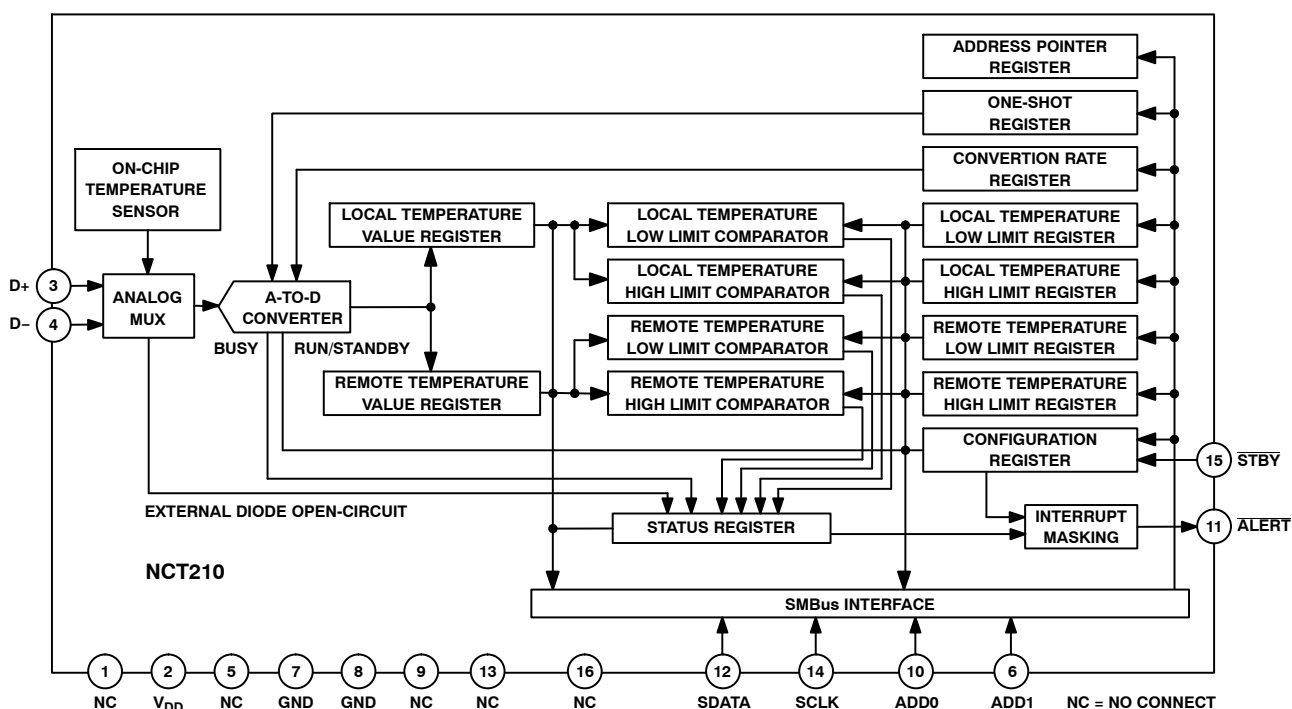 ADDRESS POINTER
REGISTER
ONE-SHOT
REGISTER
CONVERTION RATE
REGISTER
ON-CHIP
TEMPERATURE
SENSOR
LOCAL TEMPERATURE
VALUE REGISTER
LOCAL TEMPERATURE
LOW LIMIT COMPARATOR
LOCAL TEMPERATURE
LOW LIMIT REGISTER
D+
3
D−
4
ANALOG
MUX
A-TO-D
CONVERTER
LOCAL TEMPERATURE
HIGH LIMIT COMPARATOR
LOCAL TEMPERATURE
HIGH LIMIT REGISTER
BUSY
RUN/STANDBY
REMOTE TEMPERATURE
LOW LIMIT COMPARATOR
REMOTE TEMPERATURE
LOW LIMIT REGISTER
REMOTE TEMPERATURE
VALUE REGISTER
REMOTE TEMPERATURE
HIGH LIMIT COMPARATOR
REMOTE TEMPERATURE
HIGH LIMIT REGISTER
CONFIGURATION
REGISTER
15
STBY
EXTERNAL DIODE OPEN-CIRCUIT
STATUS REGISTER
INTERRUPT
MASKING
11
ALERT
NCT210
SMBus INTERFACE
1
2
5
7
8
9
13
16
12
14
10
6
NC
VDD
NC
GND
GND
NC
NC
NC
SDATA
SCLK
ADD0
ADD1
NC = NO CONNECT